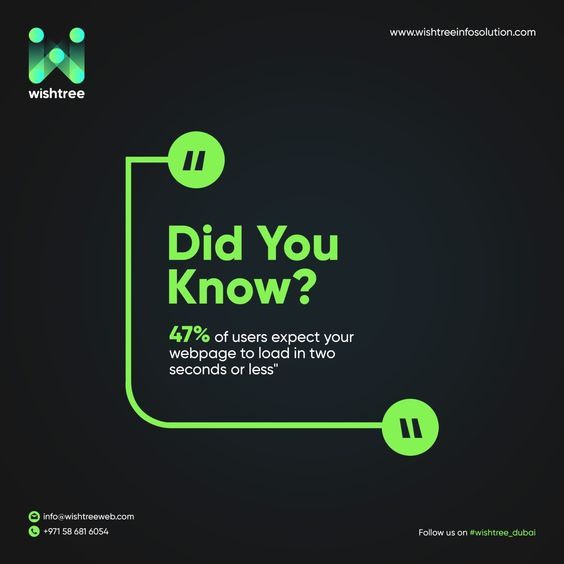 www.wishtreeinfosolution.com
wishtree
"
Did You
Know?
47% of users expect your
webpage to load in two
seconds or less"
"
info@wishtreeweb.com
+971 58 681 6054
Follow us on #wishtree_dubai